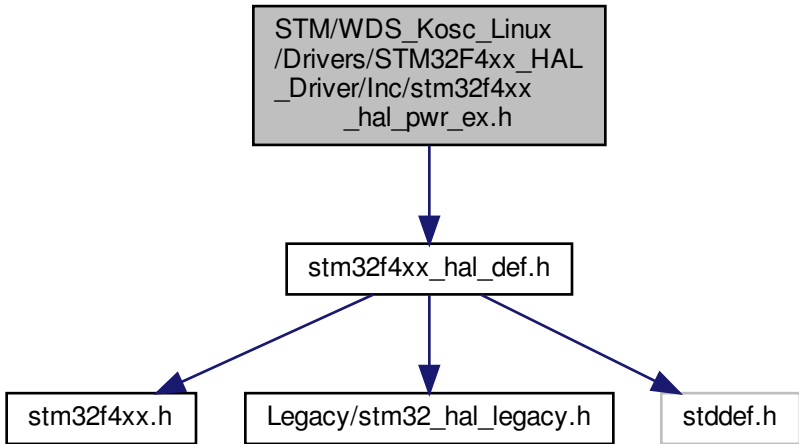 STM/WDS_Kosc_Linux
/Drivers/STM32F4xx_HAL
_Driver/Inc/stm32f4xx
_hal_pwr_ex.h
stm32f4xx_hal_def.h
stm32f4xx.h
Legacy/stm32_hal_legacy.h
stddef.h